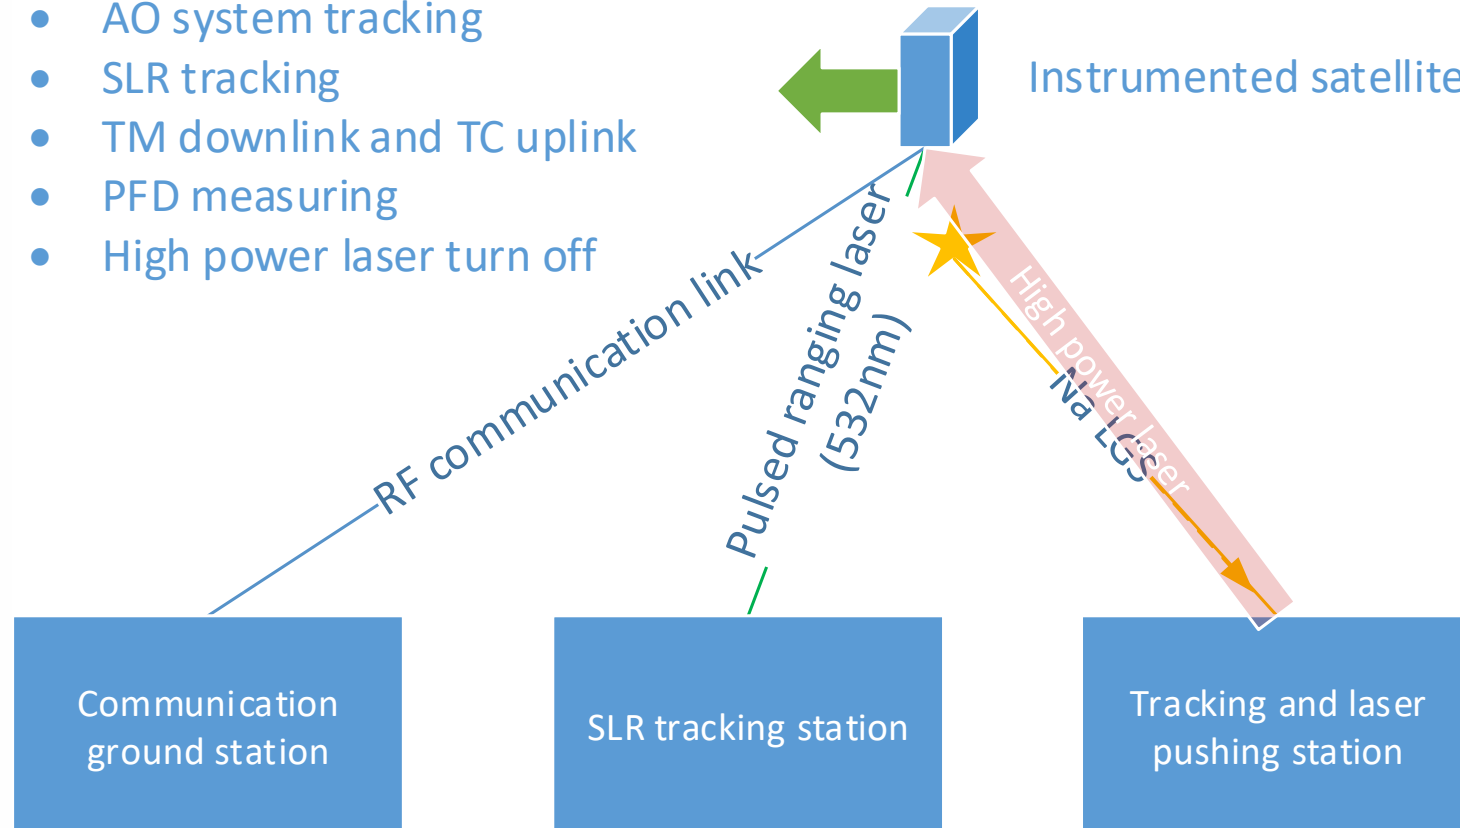 AO system tracking
SLR tracking
TM downlink and TC uplink
PFD measuring
High power laser turn off
Instrumented satellite
RF communication link
Pulsed ranging laser
(532nm)
High power laser
Na LGS
Communication
ground station
SLR tracking station
Tracking and laser
pushing station